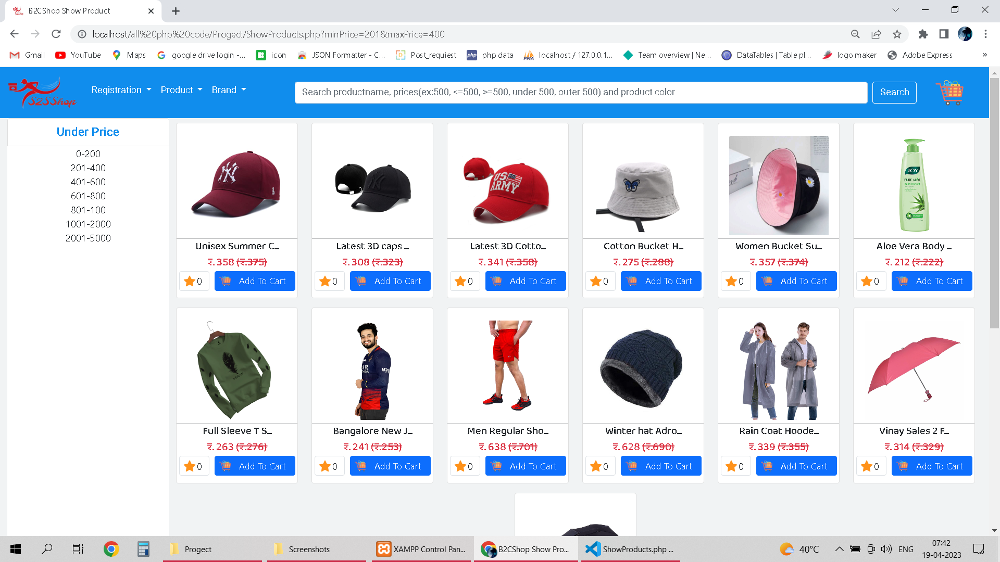 B2CShop Show Product
localhost/all%20php%20code/Progect/ShowProducts.php?minPrice=201&maxPrice=400
Gmail YouTube Maps google drive login -... icon JSON Formatter - C... Post_requiest php data localhost / 127.0.0.1... Team overview | Ne... DataTables | Table pl... logo maker Adobe Express »
S2SShop Registration Product Brand Search productname, prices(ex:500, <=500, >=500, under 500, outer 500) and product color Search
Under Price
0-200
201-400
401-600
601-800
801-100
1001-2000
2001-5000
US ARMY
JOY
PURE ALOE
Unisex Summer C... Latest 3D caps ... Latest 3D Cotto... Cotton Bucket H... Women Bucket Su... Aloe Vera Body ...
रु. 358 (रु.375) रु. 308 (रु.323) रु. 341 (रु.358) रु. 275 (रु.288) रु. 357 (रु.374) रु. 212 (रु.222)
0 Add To Cart 0 Add To Cart 0 Add To Cart 0 Add To Cart 0 Add To Cart 0 Add To Cart
PEACE
Full Sleeve T S... Bangalore New J... Men Regular Sho... Winter hat Adro... Rain Coat Hoode... Vinay Sales 2 F...
रु. 263 (रु.276) रु. 241 (रु.253) रु. 638 (रु.701) रु. 628 (रु.690) रु. 339 (रु.355) रु. 314 (रु.329)
0 Add To Cart 0 Add To Cart 0 Add To Cart 0 Add To Cart 0 Add To Cart 0 Add To Cart
Progect Screenshots XAMPP Control Pan... B2CShop Show Pro... ShowProducts.php ... 40°C ENG 07:42
19-04-2023